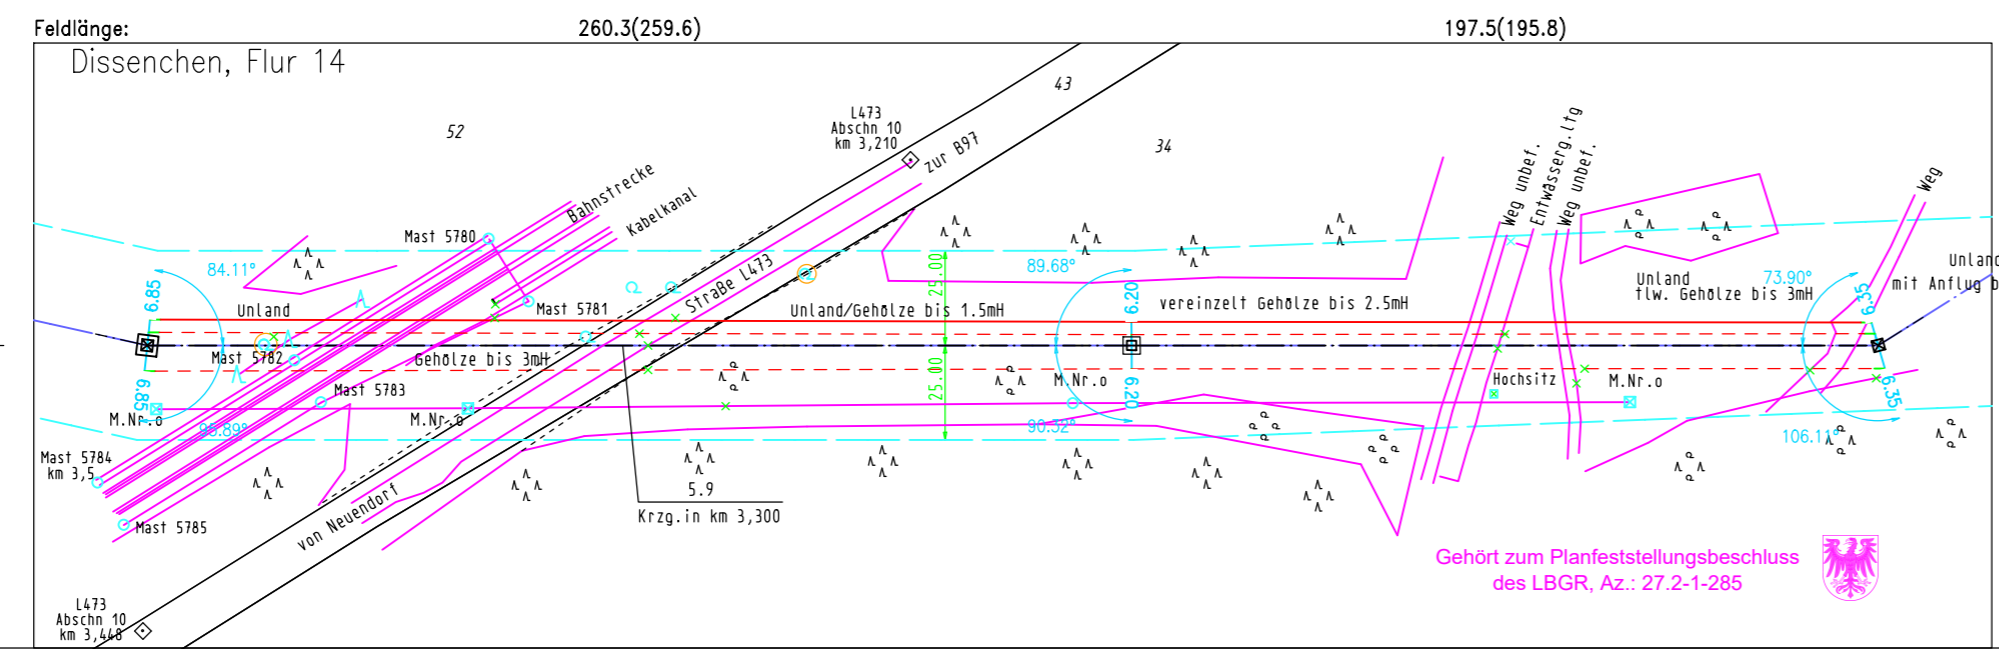 Feldlänge:
260.3(259.6)
197.5(195.8)
Dissenchen, Flur 14
52
43
34
L473
Abschn 10
km 3,210
zur B97
Bahnstrecke
Kabelkanal
Mast 5780
Mast 5781
Straße L473
Weg unbef.
Entwässerg.ltg
Weg unbef.
Weg
84.11°
6.85
Unland
25.00
89.68°
6.20
Unland/Gehölze bis 1.5mH
vereinzelt Gehölze bis 2.5mH
Unland
tlw. Gehölze bis 3mH
73.90°
6.35
Unland
mit Anflug b
Mast 5782
Gehölze bis 3mH
Mast 5783
6.85
M.Nr.o
95.89°
M.Nr.o
25.00
M.Nr.o
6.20
90.32°
Hochsitz
M.Nr.o
6.35
106.11°
Mast 5784
km 3,5
Mast 5785
von Neuendorf
5.9
Krzg.in km 3,300
Gehört zum Planfeststellungsbeschluss
des LBGR, Az.: 27.2-1-285
L473
Abschn 10
km 3,448